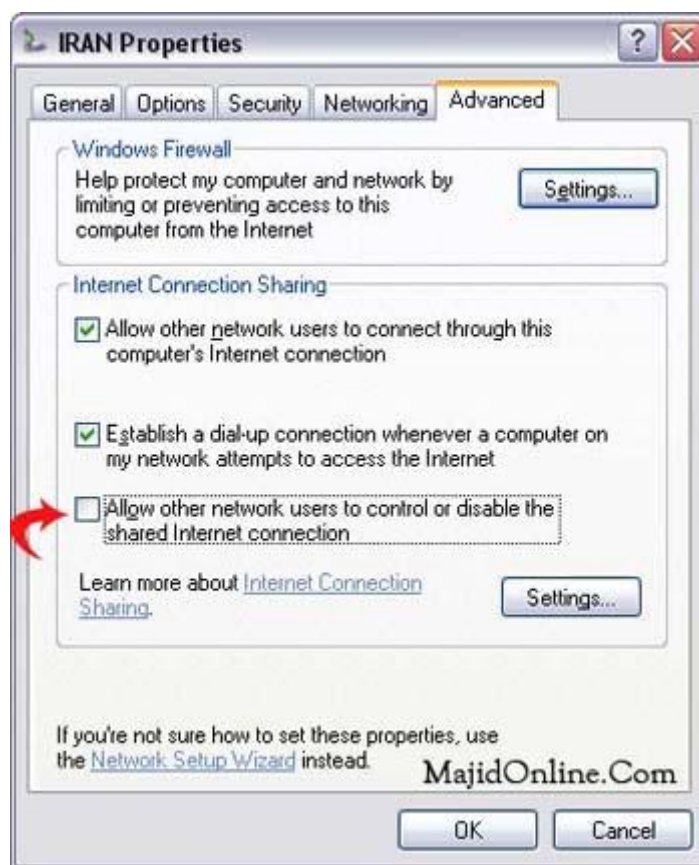 IRAN Properties
General Options Security Networking Advanced
Windows Firewall
Help protect my computer and network by
limiting or preventing access to this
computer from the Internet
Settings...
Internet Connection Sharing
Allow other network users to connect through this
computer's Internet connection
Establish a dial-up connection whenever a computer on
my network attempts to access the Internet
Allow other network users to control or disable the
shared Internet connection
Learn more about Internet Connection
Sharing.
Settings...
If you're not sure how to set these properties, use
the Network Setup Wizard instead.
MajidOnline.Com
OK Cancel